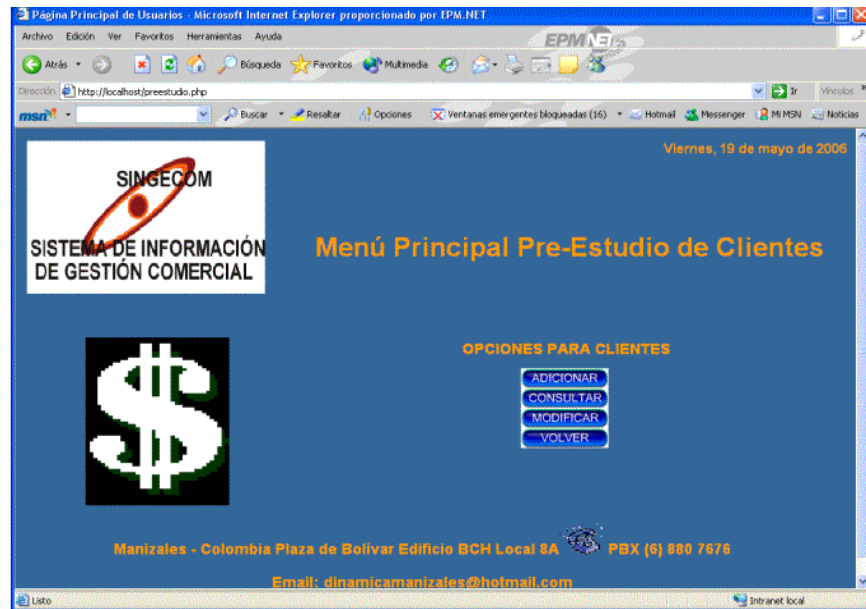 Página Principal de Usuarios - Microsoft Internet Explorer proporcionado por EPM.NET
Archivo Edición Ver Favoritos Herramientas Ayuda
EPM NET
Atrás Búsqueda Favoritos Multimedia
Dirección http://localhost/preestudio.php Ir Vínculos »
msn Buscar Resaltar Opciones Ventanas emergentes bloqueadas (16) Hotmail Messenger Mi MSN Noticias
Viernes, 19 de mayo de 2006
SINGECOM
SISTEMA DE INFORMACIÓN
DE GESTIÓN COMERCIAL
Menú Principal Pre-Estudio de Clientes
$
OPCIONES PARA CLIENTES
ADICIONAR
CONSULTAR
MODIFICAR
VOLVER
Manizales - Colombia Plaza de Bolívar Edificio BCH Local 8A PBX (6) 880 7676
Email: dinamicamanizales@hotmail.com
Listo Intranet local